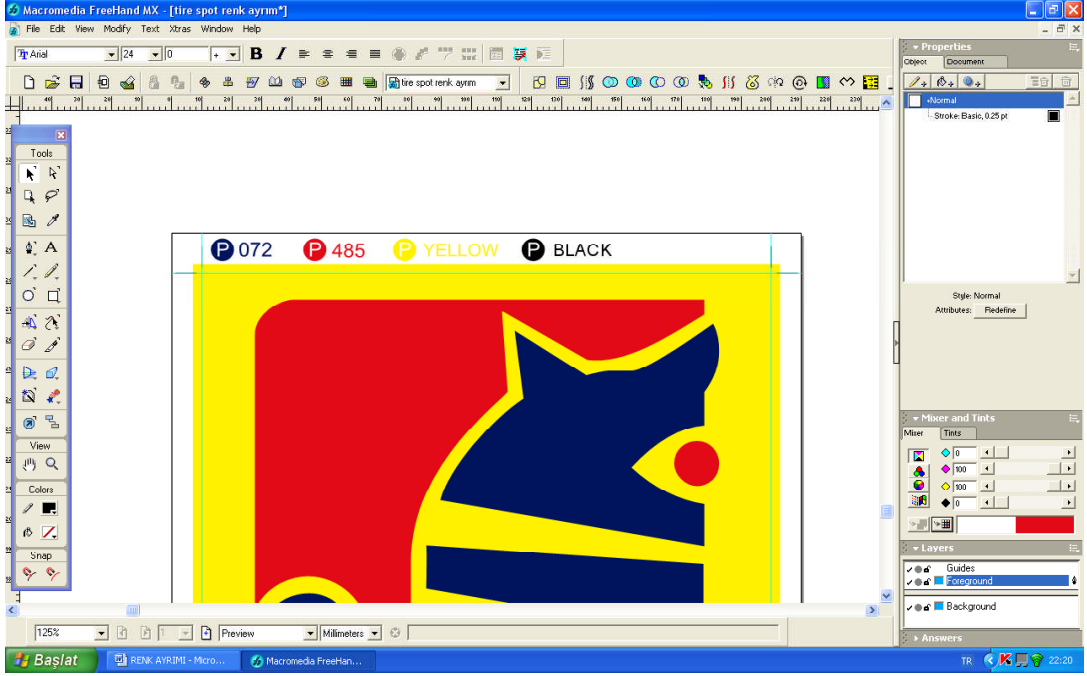 Macromedia FreeHand MX - [tire spot renk ayrım*]
File Edit View Modify Text Xtras Window Help
Arial 24 0
tire spot renk ayrım
Properties
Object Document
Normal
Stroke: Basic, 0.25 pt
Style: Normal
Attributes: Redefine
Tools
View
Colors
Snap
P 072 P 485 P YELLOW P BLACK
Mixer and Tints
Mixer Tints
0
100
100
0
Layers
Guides
Foreground
Background
Answers
125% 1 Preview Millimeters
Başlat RENK AYRIMI - Micro... Macromedia FreeHan... TR 22:20